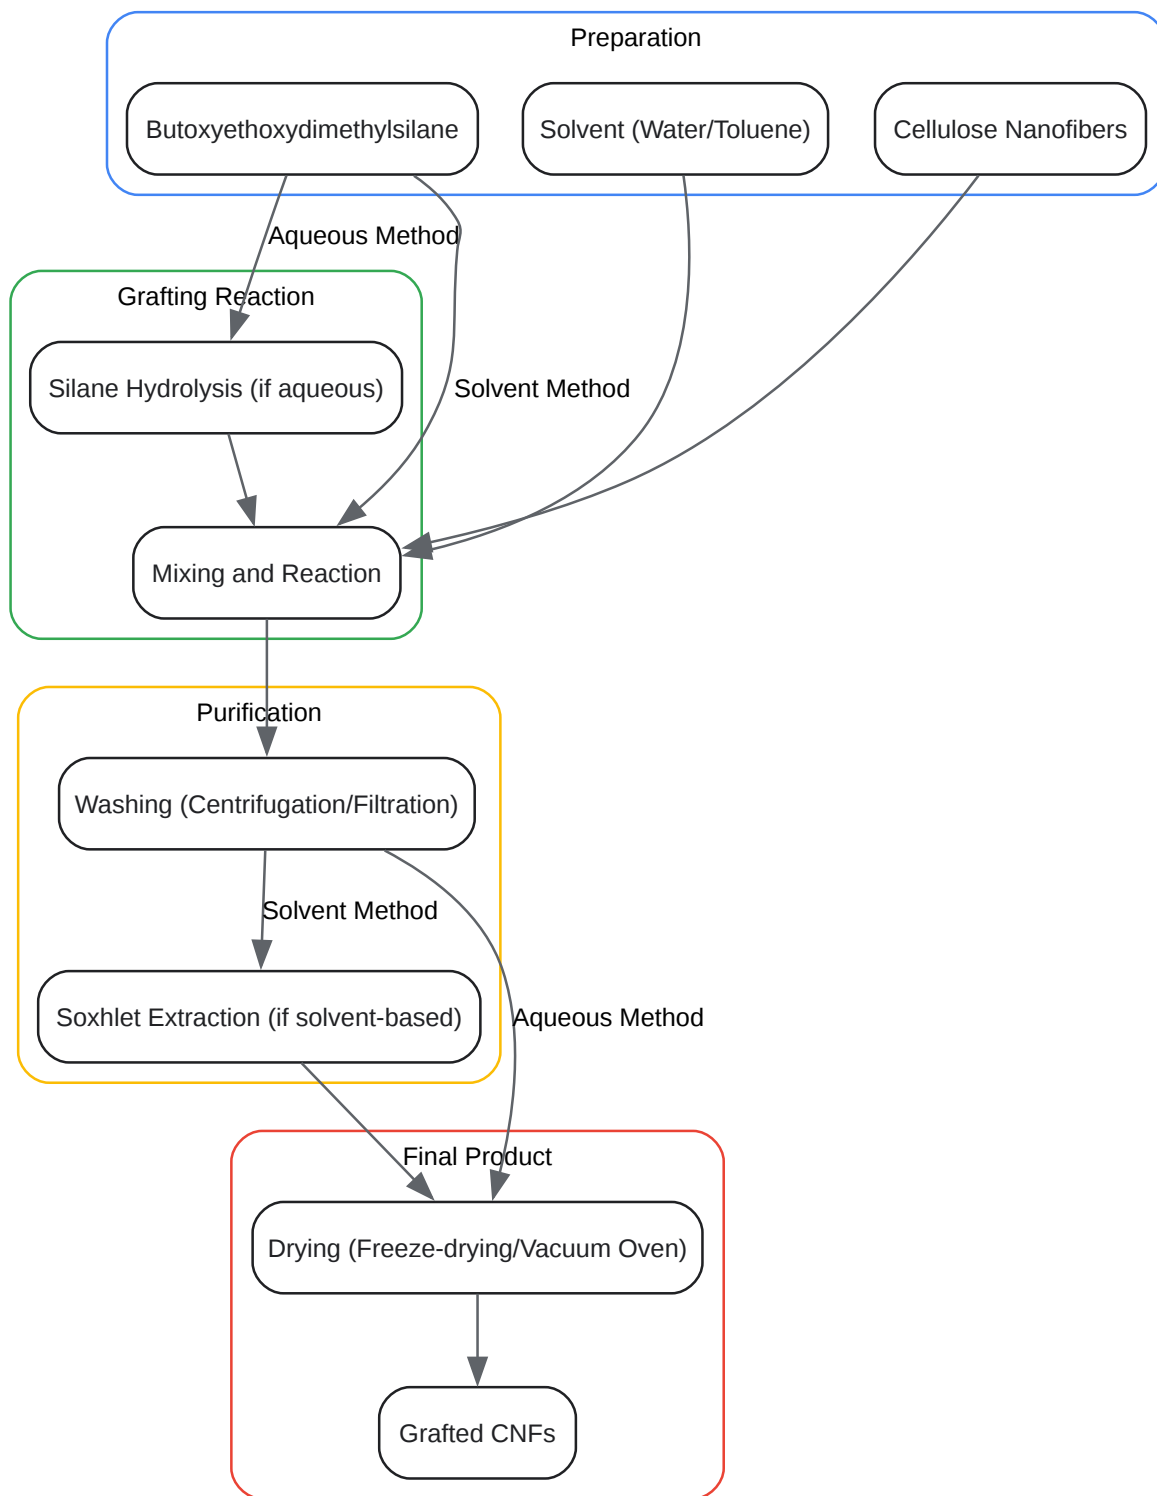 Preparation
Butoxyethoxydimethylsilane
Solvent (Water/Toluene)
Cellulose Nanofibers
Aqueous Method
Grafting Reaction
Silane Hydrolysis (if aqueous)
Solvent Method
Mixing and Reaction
Purification
Washing (Centrifugation/Filtration)
Solvent Method
Soxhlet Extraction (if solvent-based)
Aqueous Method
Final Product
Drying (Freeze-drying/Vacuum Oven)
Grafted CNFs